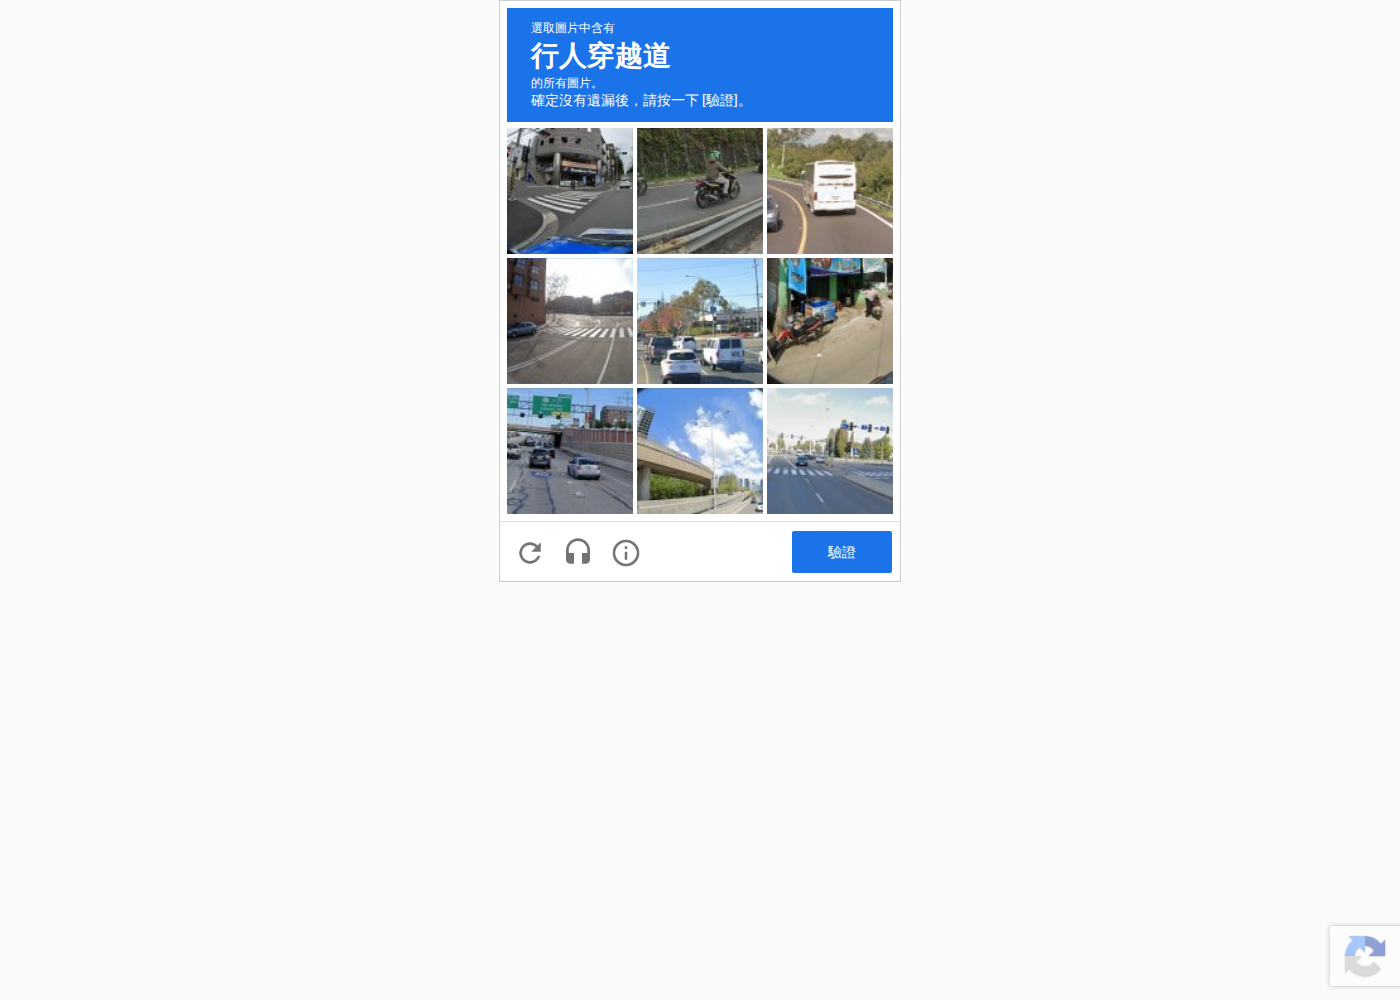 選取圖片中含有
行人穿越道
的所有圖片。
確定沒有遺漏後，請按一下 [驗證]。
驗證